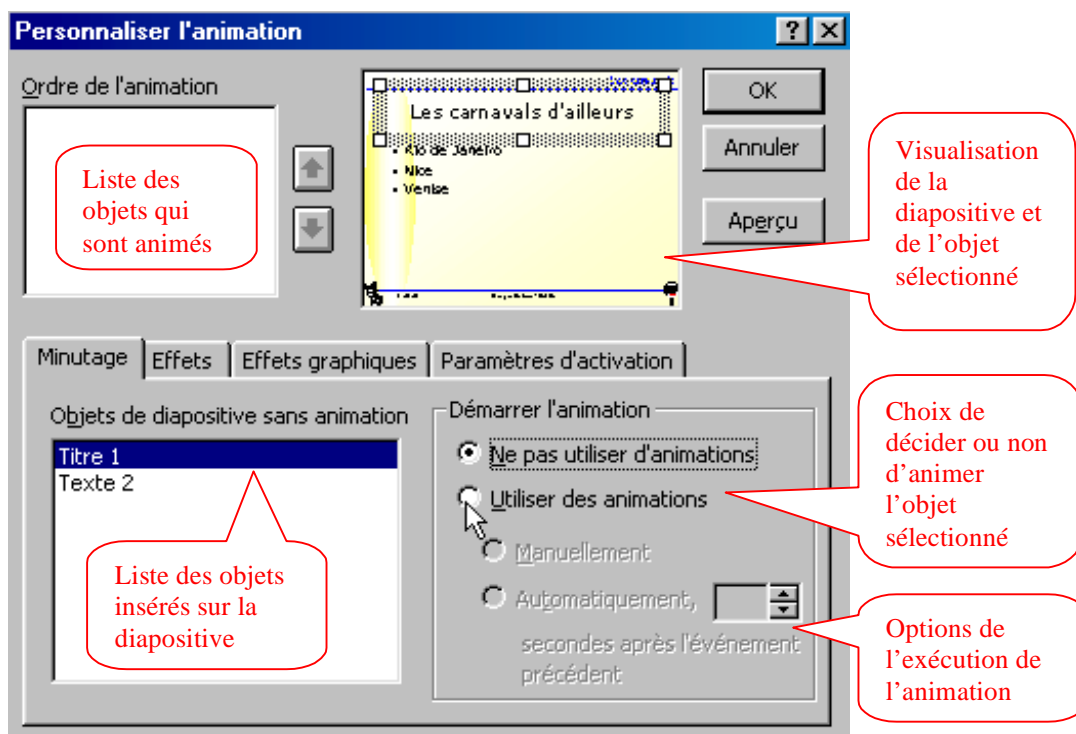 Personnaliser l'animation
Ordre de l'animation
Liste des
objets qui
sont animés
Les carnavals d'ailleurs
• Rio de Janeiro
• Nice
• Venise
OK
Annuler
Aperçu
Visualisation
de la
diapositive et
de l’objet
sélectionné
Minutage
Effets
Effets graphiques
Paramètres d'activation
Objets de diapositive sans animation
Titre 1
Texte 2
Liste des objets
insérés sur la
diapositive
Démarrer l'animation
Ne pas utiliser d'animations
Utiliser des animations
Manuellement
Automatiquement,
secondes après l'événement
précédent
Choix de
décider ou non
d’animer
l’objet
sélectionné
Options de
l’exécution de
l’animation